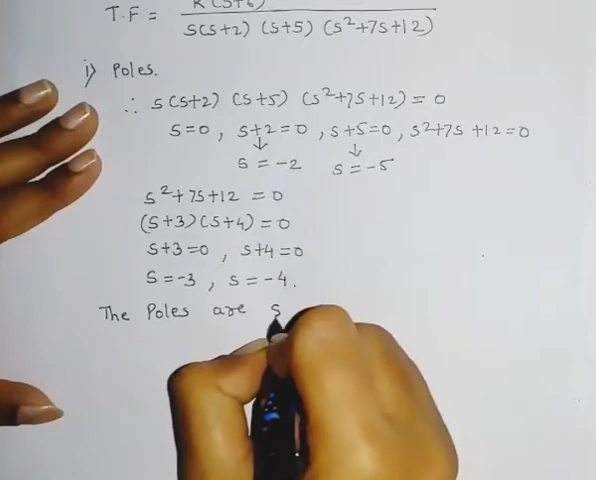 T.F = K(S+6) / S(S+2) (S+5) (S²+7S+12)
i) Poles.
∴ S(S+2) (S+5) (S²+7S+12) = 0
S=0 , S+2=0 , S+5=0 , S²+7S+12=0
↓ ↓
S = -2 S = -5
S²+7S+12 = 0
(S+3)(S+4) = 0
S+3=0 , S+4=0
S=-3 , S=-4.
The Poles are S